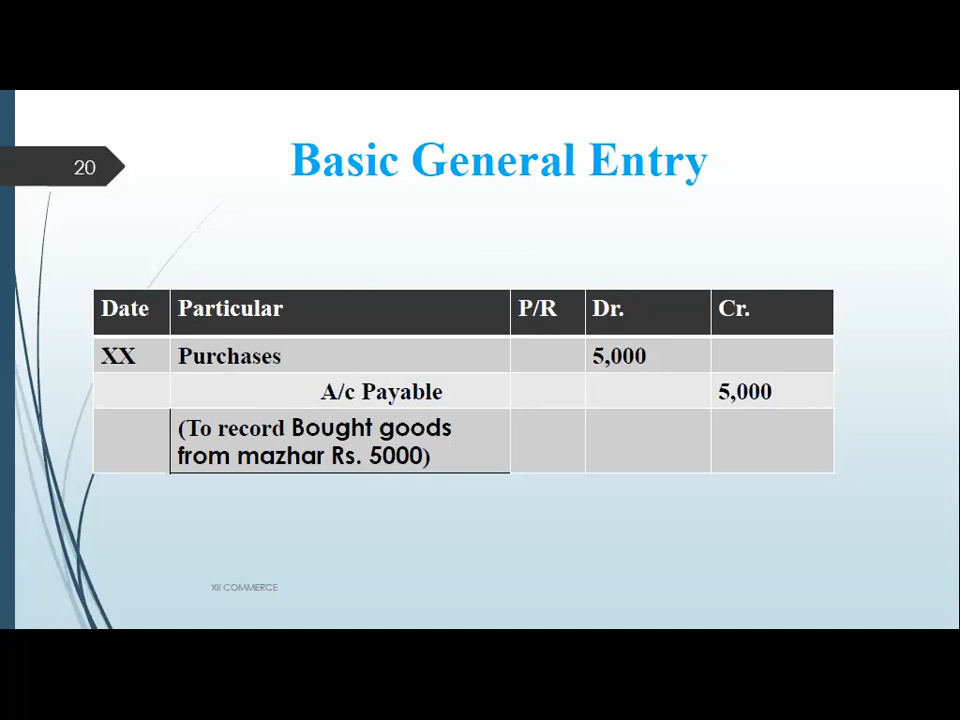 20
Basic General Entry
Date Particular P/R Dr. Cr.
XX Purchases 5,000
A/c Payable 5,000
(To record Bought goods
from mazhar Rs. 5000)
XII COMMERCE